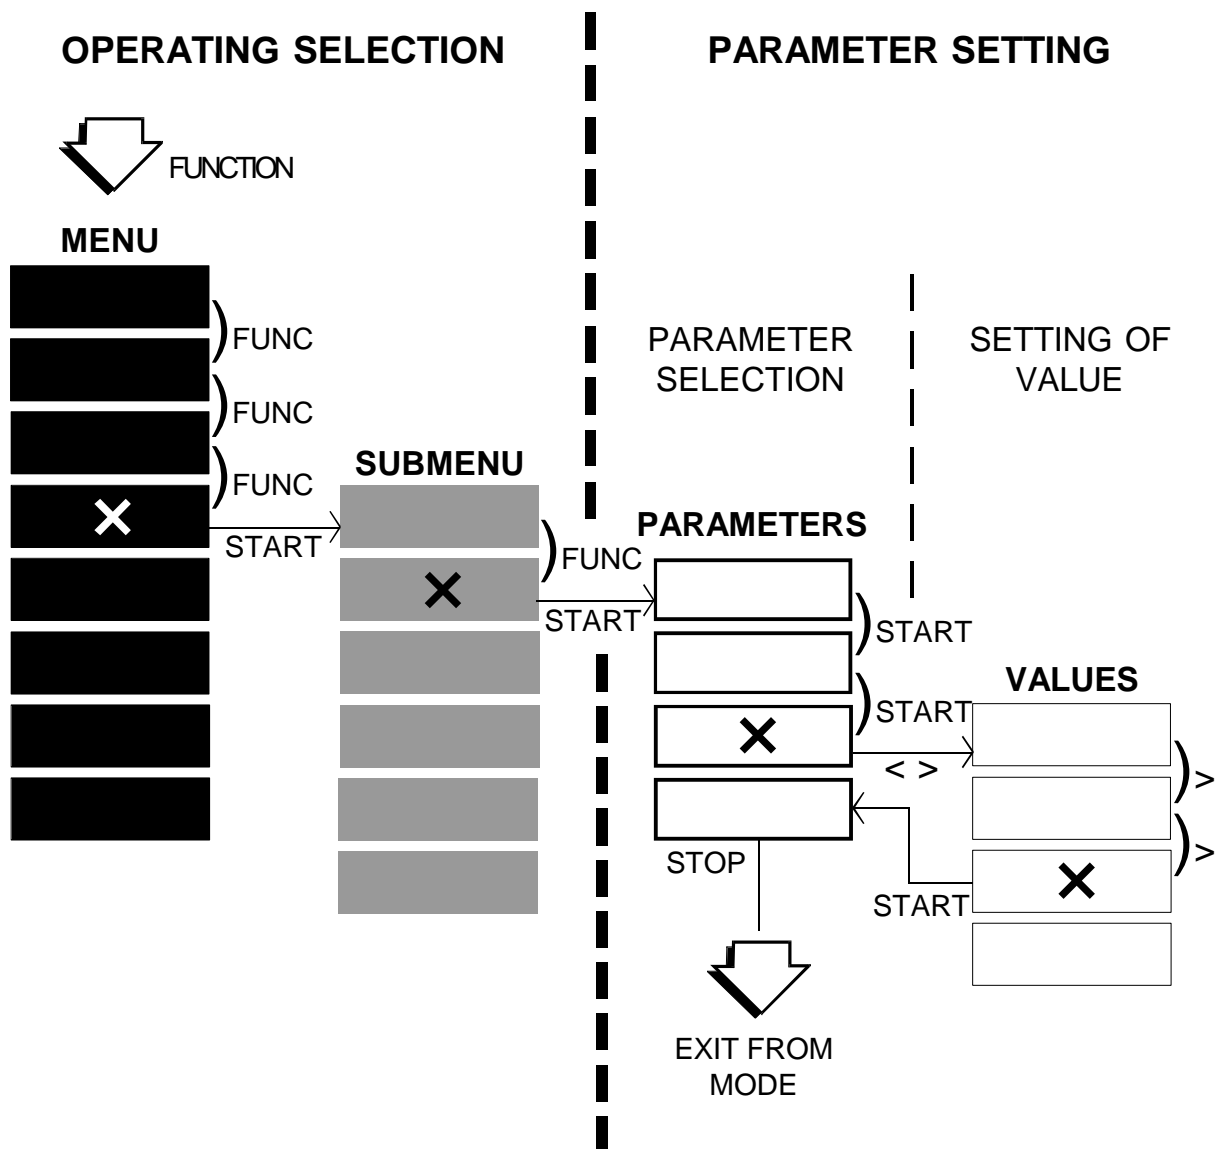 OPERATING SELECTION
PARAMETER SETTING
FUNCTION
MENU
FUNC
FUNC
FUNC
START
SUBMENU
FUNC
START
PARAMETER
SELECTION
SETTING OF
VALUE
PARAMETERS
START
START
< >
VALUES
>
>
START
STOP
EXIT FROM
MODE